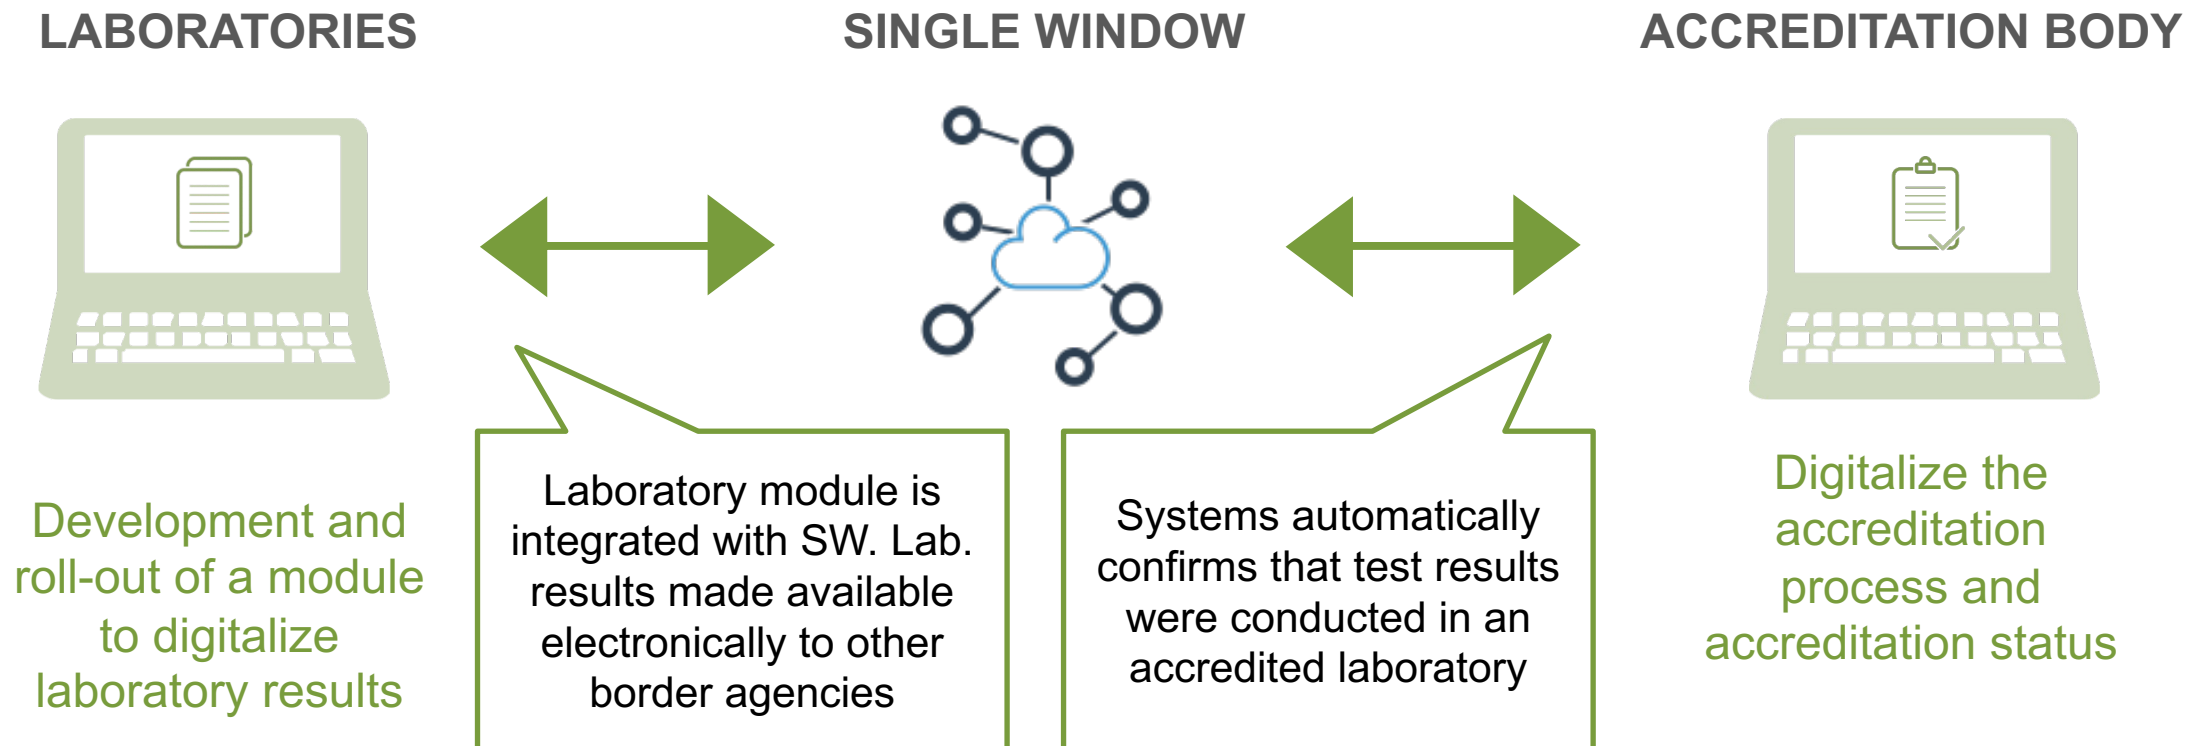 LABORATORIES
SINGLE WINDOW
ACCREDITATION BODY
Development and
roll-out of a module
to digitalize
laboratory results
Laboratory module is
integrated with SW. Lab.
results made available
electronically to other
border agencies
Systems automatically
confirms that test results
were conducted in an
accredited laboratory
Digitalize the
accreditation
process and
accreditation status